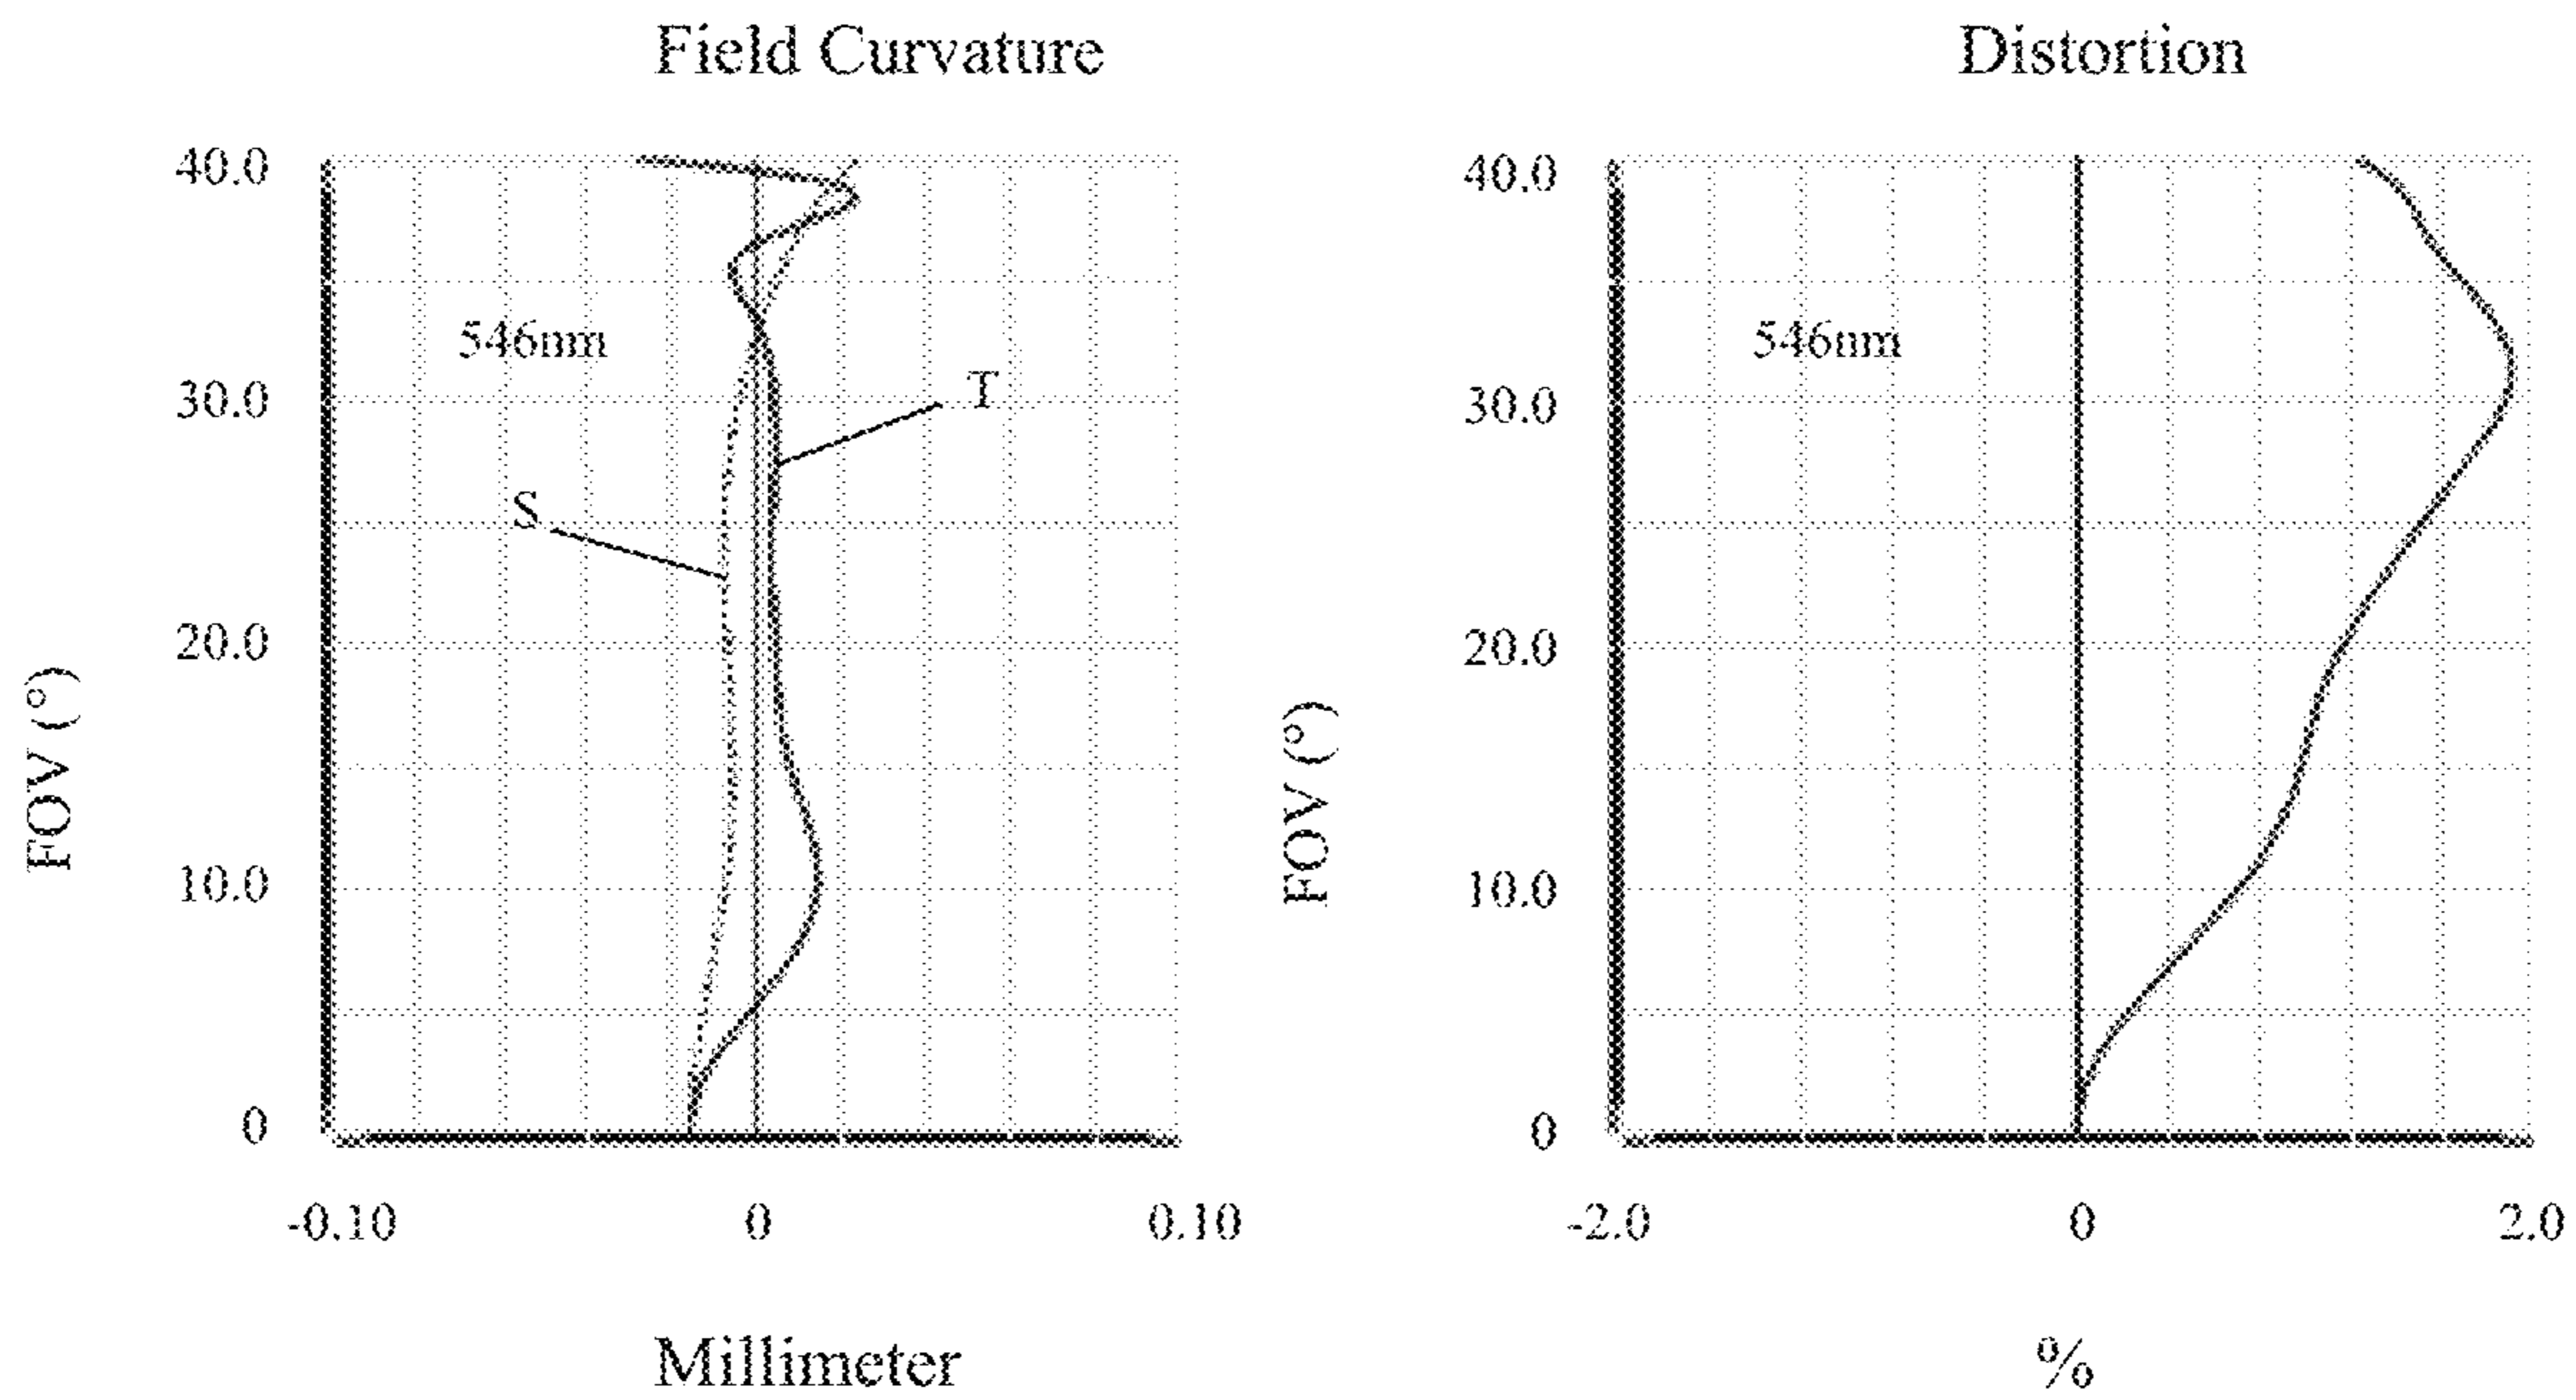 Field Curvature
40.0
30.0
20.0
10.0
0
FOV (°)
546nm
T
S
-0.10
0
0.10
Millimeter
Distortion
40.0
30.0
20.0
10.0
0
FOV (°)
546nm
-2.0
0
2.0
%